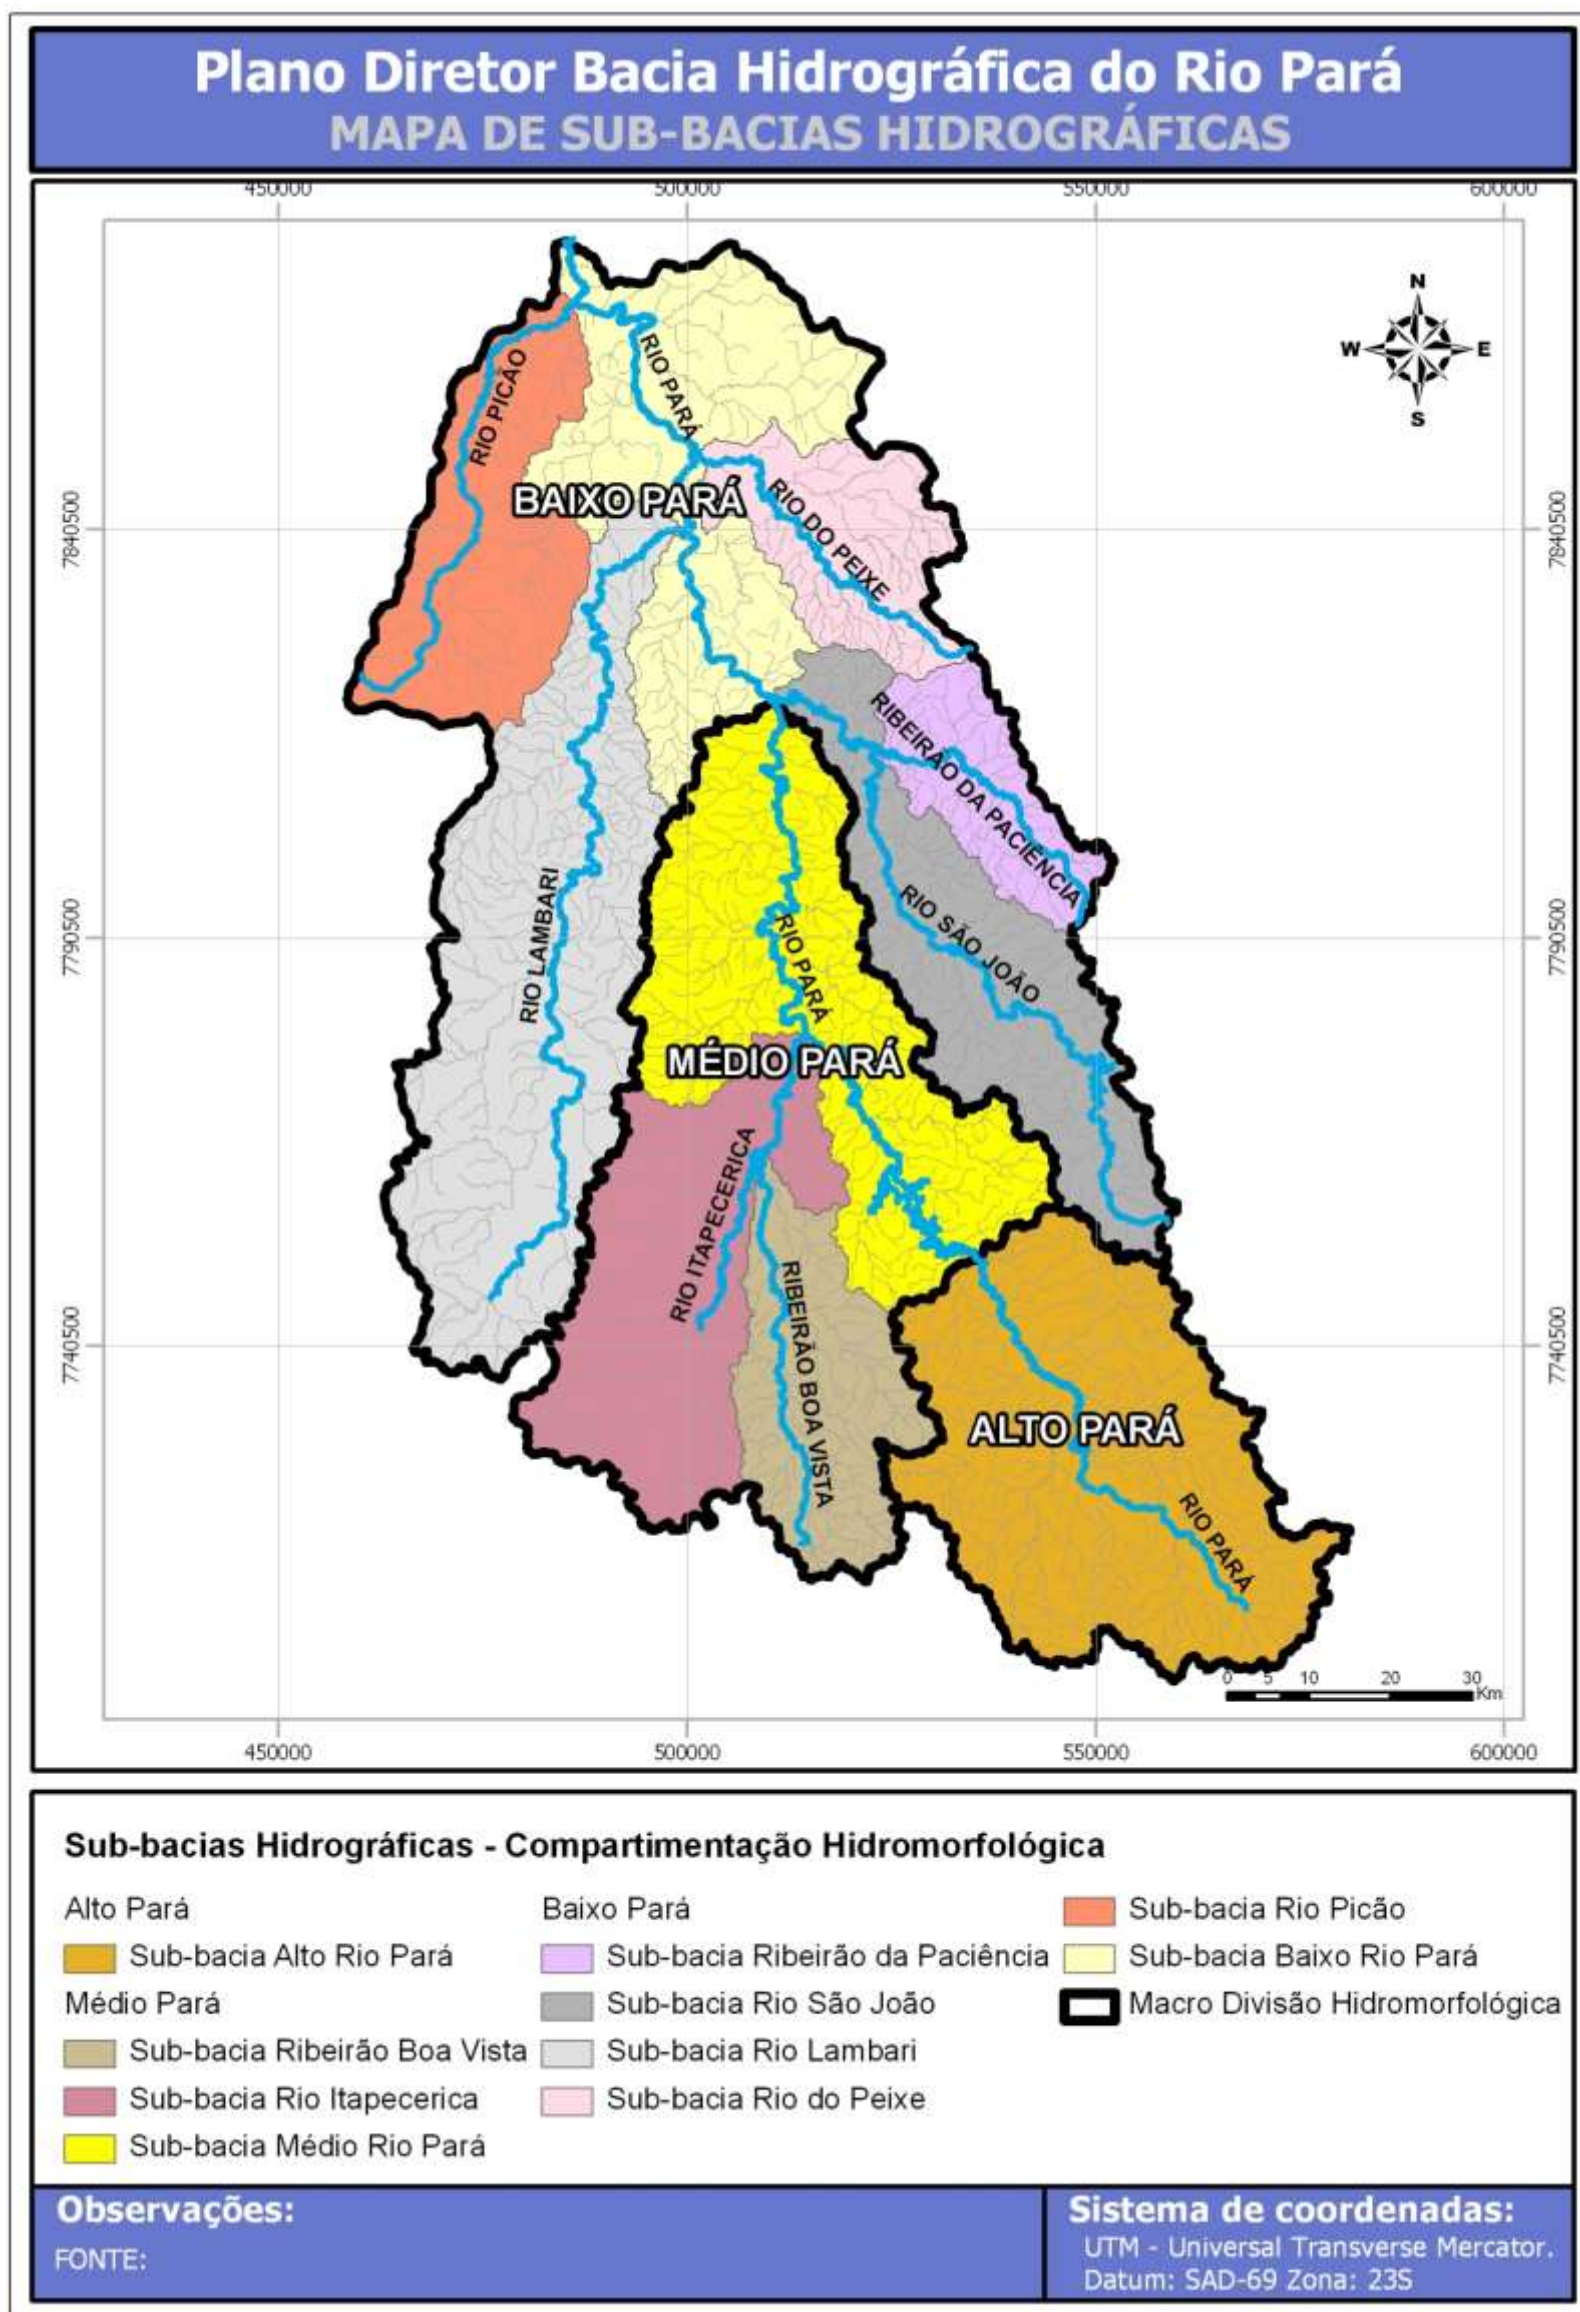 Plano Diretor Bacia Hidrográfica do Rio Pará
MAPA DE SUB-BACIAS HIDROGRÁFICAS
450000 500000 550000 600000
N
W E
S
RIO PICÃO
RIO PARÁ
BAIXO PARÁ
RIO DO PEIXE
7840500 7840500
RIBEIRÃO DA PACIÊNCIA
RIO LAMBARI
RIO SÃO JOÃO
RIO PARÁ
7790500 7790500
MÉDIO PARÁ
RIO ITAPECERICA
RIBEIRÃO BOA VISTA
7740500 7740500
ALTO PARÁ
RIO PARÁ
0 5 10 20 30
Km
450000 500000 550000 600000
Sub-bacias Hidrográficas - Compartimentação Hidromorfológica
Alto Pará
Sub-bacia Alto Rio Pará
Médio Pará
Sub-bacia Ribeirão Boa Vista
Sub-bacia Rio Itapecerica
Sub-bacia Médio Rio Pará
Baixo Pará
Sub-bacia Ribeirão da Paciência
Sub-bacia Rio São João
Sub-bacia Rio Lambari
Sub-bacia Rio do Peixe
Sub-bacia Rio Picão
Sub-bacia Baixo Rio Pará
Macro Divisão Hidromorfológica
Observações:
FONTE:
Sistema de coordenadas:
UTM - Universal Transverse Mercator.
Datum: SAD-69 Zona: 23S